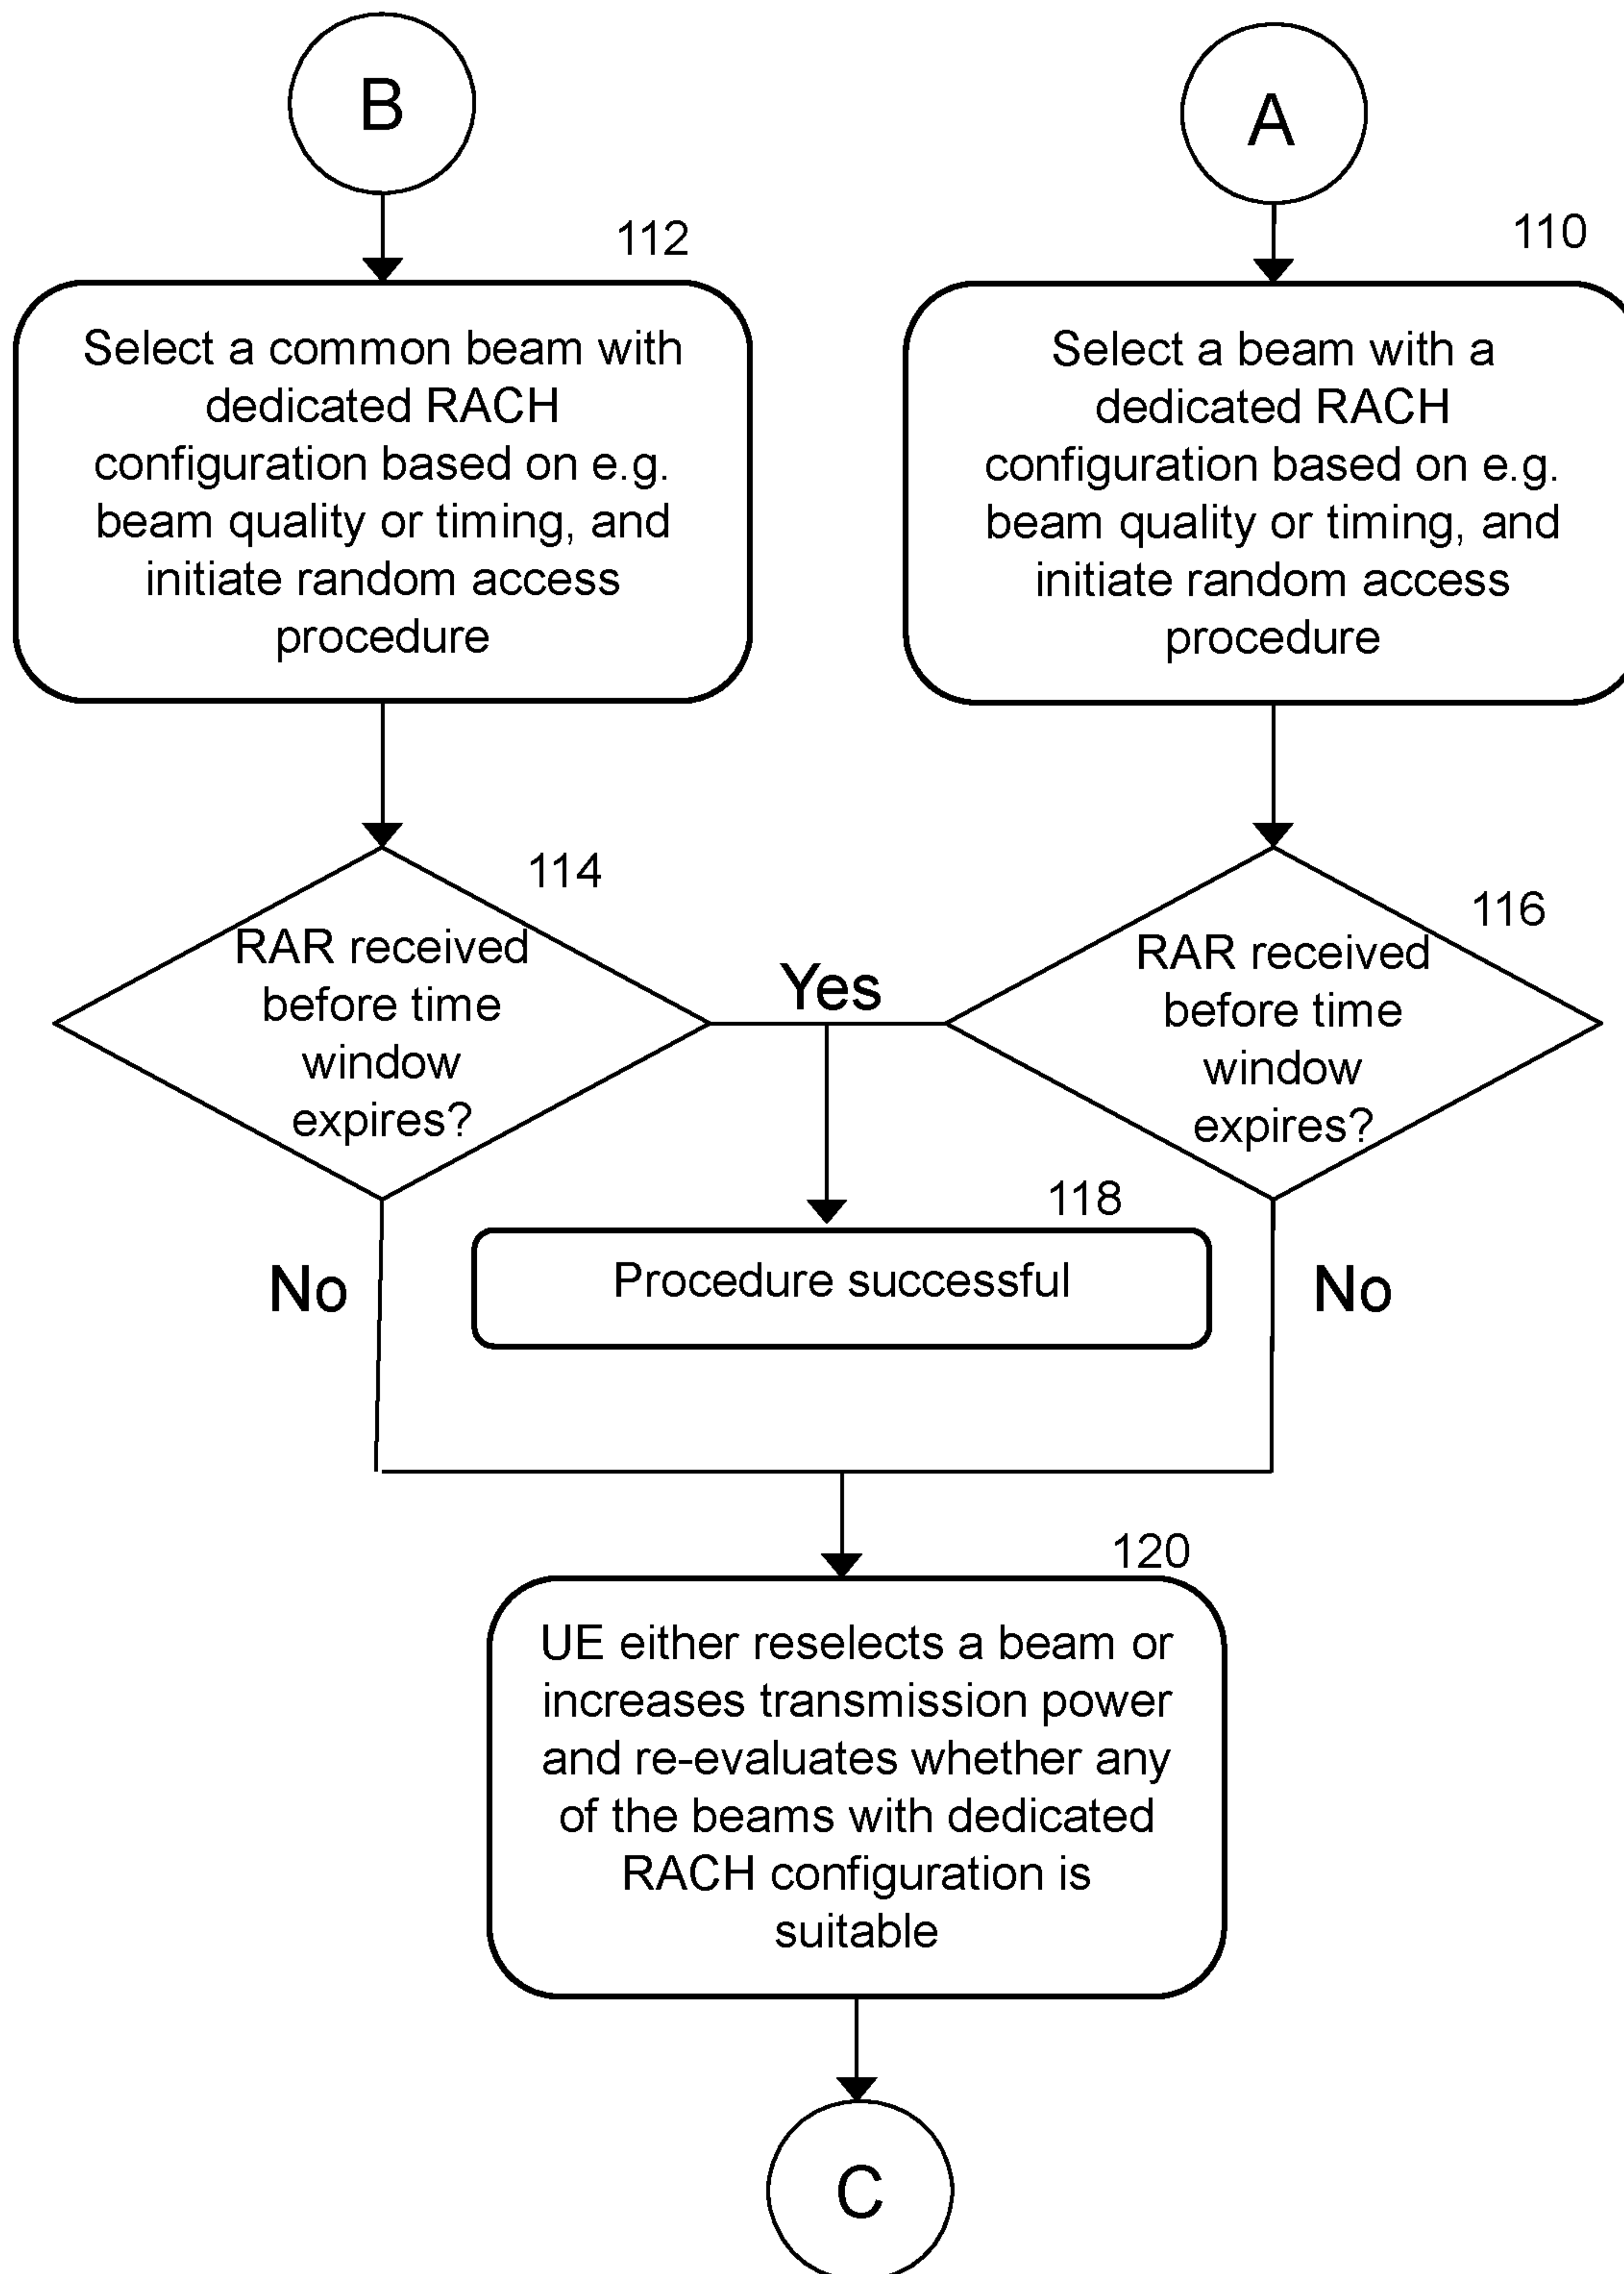 B
A
112
110
Select a common beam with
dedicated RACH
configuration based on e.g.
beam quality or timing, and
initiate random access
procedure
Select a beam with a
dedicated RACH
configuration based on e.g.
beam quality or timing, and
initiate random access
procedure
114
116
RAR received
before time
window
expires?
Yes
RAR received
before time
window
expires?
118
No
Procedure successful
No
120
UE either reselects a beam or
increases transmission power
and re-evaluates whether any
of the beams with dedicated
RACH configuration is
suitable
C